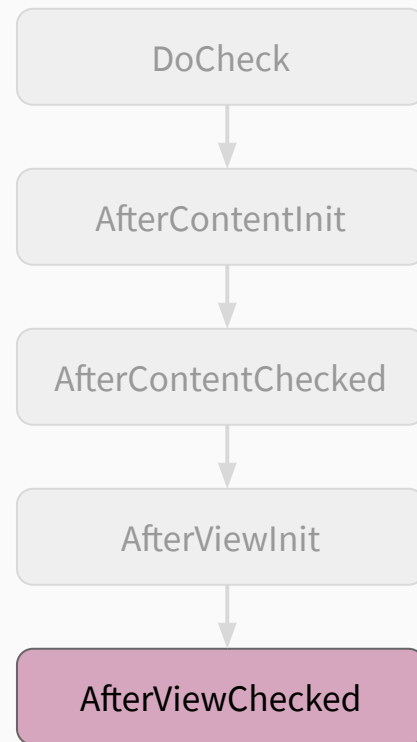 DoCheck
AfterContentInit
AfterContentChecked
AfterViewInit
AfterViewChecked